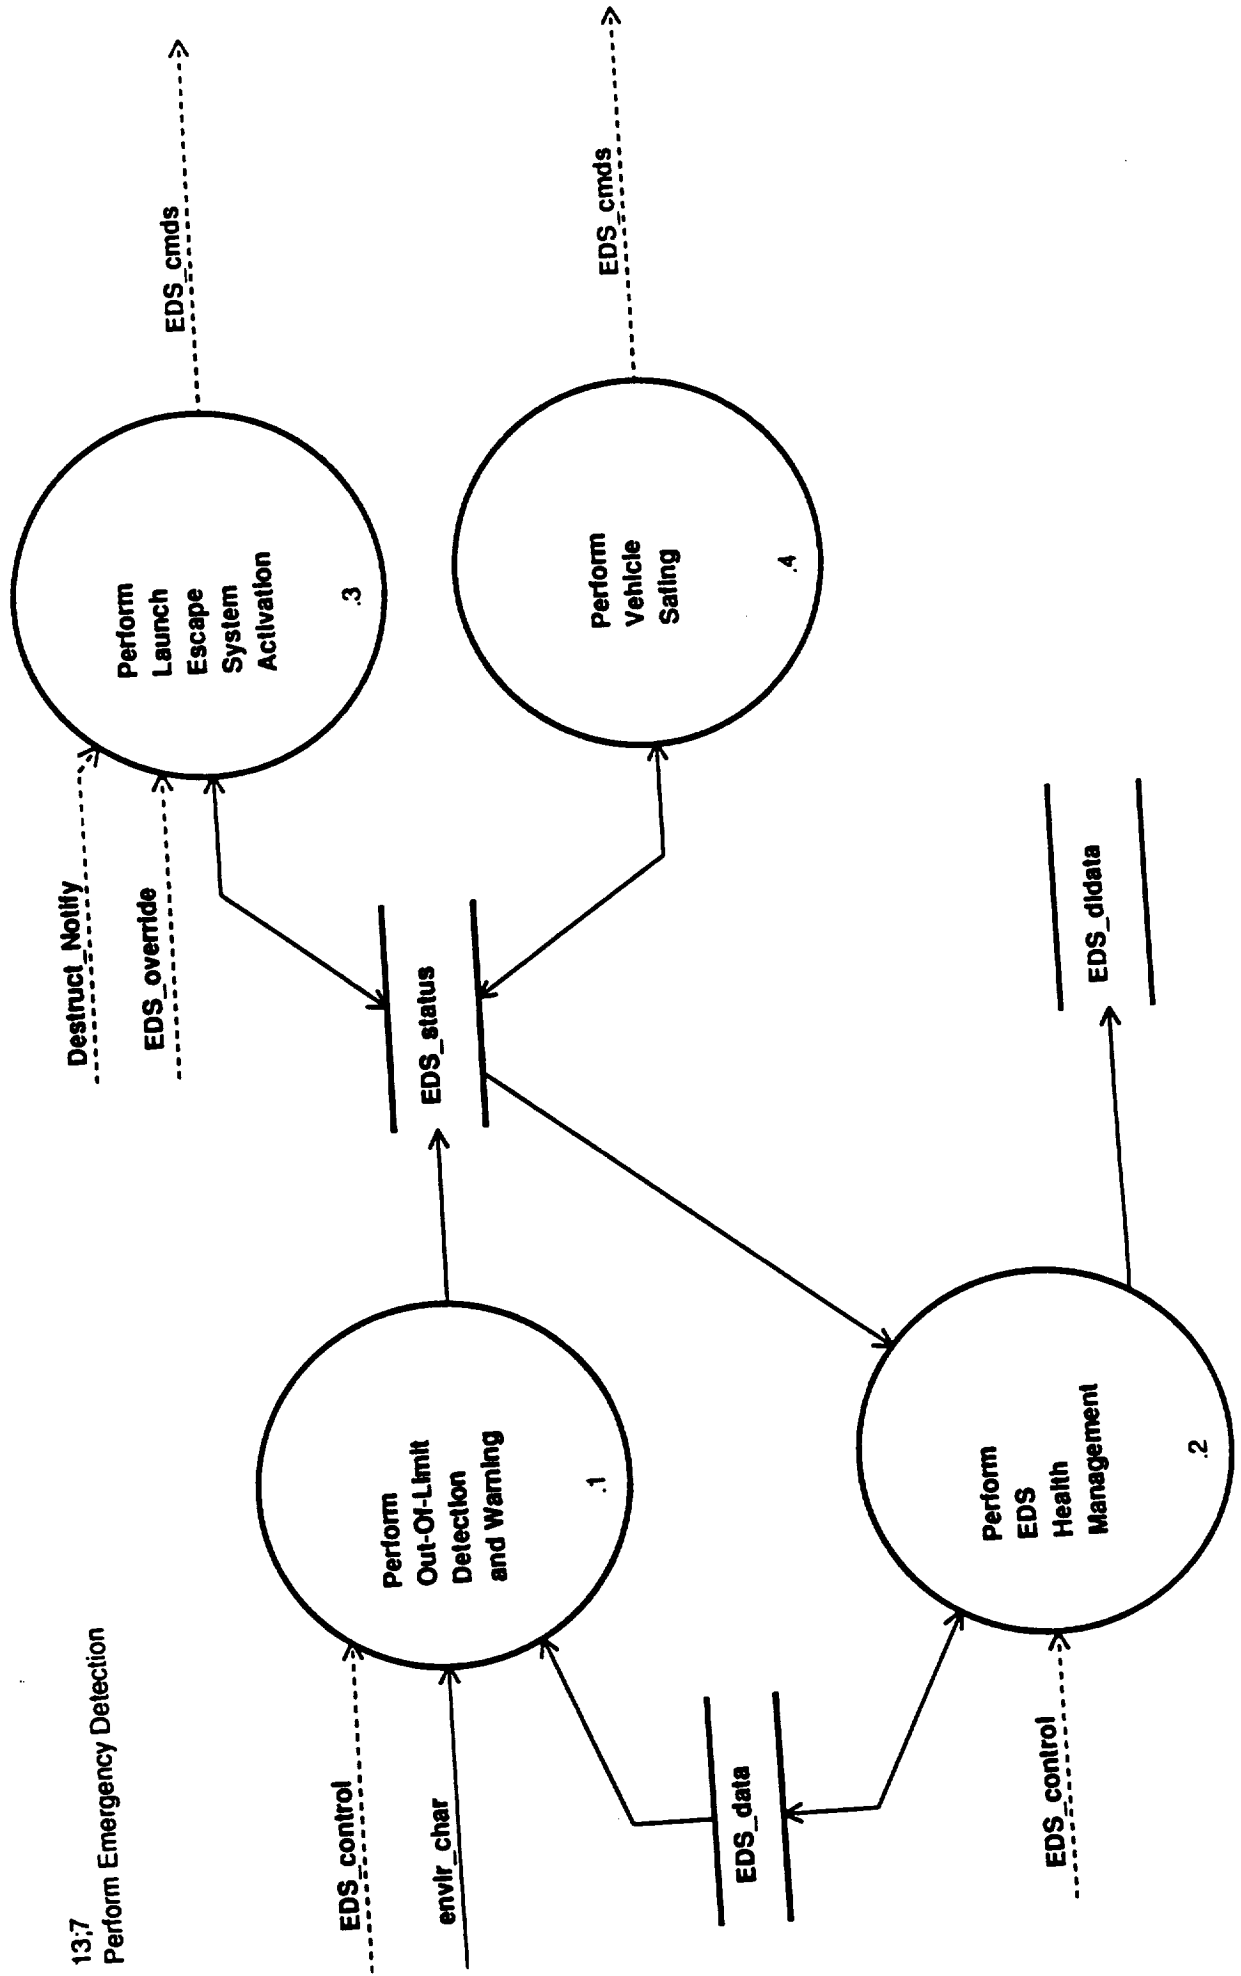 13;7
Perform Emergency Detection
Destruct_Notify
EDS_override
EDS_cmds
Perform
Launch
Escape
System
Activation
.3
EDS_control
envir_char
Perform
Out-Of-Limit
Detection
and Warning
.1
EDS_status
Perform
Vehicle
Safing
.4
EDS_cmds
EDS_data
EDS_control
Perform
EDS
Health
Management
.2
EDS_didata